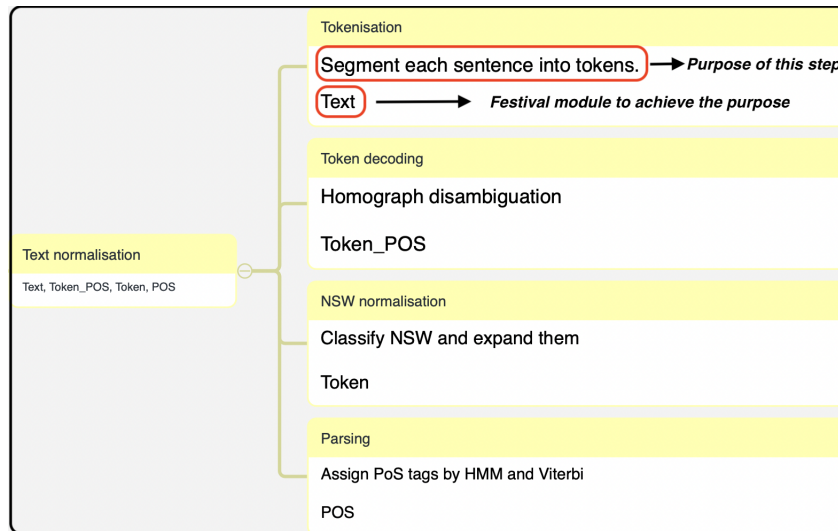 Tokenisation
Segment each sentence into tokens. Purpose of this step
Text Festival module to achieve the purpose
Token decoding
Homograph disambiguation
Token_POS
Text normalisation
Text, Token_POS, Token, POS
NSW normalisation
Classify NSW and expand them
Token
Parsing
Assign PoS tags by HMM and Viterbi
POS